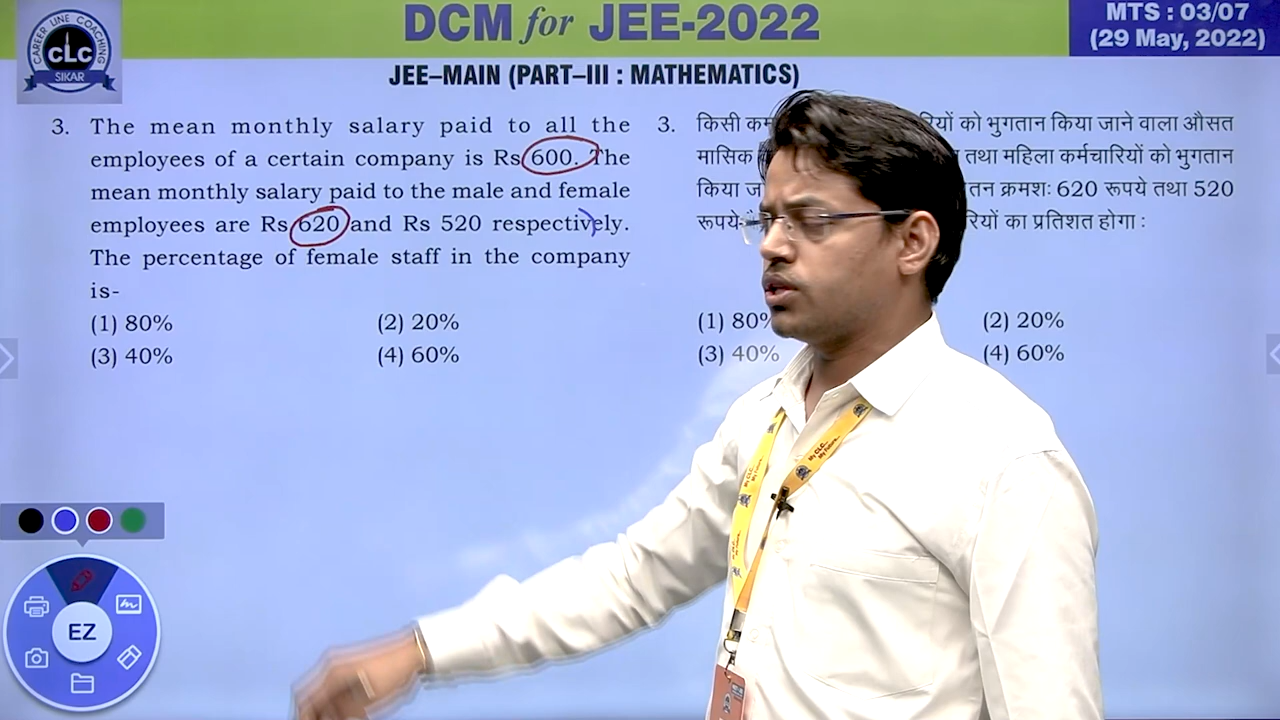 DCM for JEE-2022
MTS : 03/07
(29 May, 2022)
CAREER LINE COACHING
CLC
SIKAR
JEE–MAIN (PART–III : MATHEMATICS)
3. The mean monthly salary paid to all the
employees of a certain company is Rs 600. The
mean monthly salary paid to the male and female
employees are Rs 620 and Rs 520 respectively.
The percentage of female staff in the company
is-
(1) 80% (2) 20%
(3) 40% (4) 60%
3. किसी को भुगतान किया जाने वाला औसत
मासिक तथा महिला कर्मचारियों को भुगतान
किया क्रमशः 620 रूपये तथा 520
का प्रतिशत होगा :
(1) 80% (2) 20%
(3) 40% (4) 60%
EZ